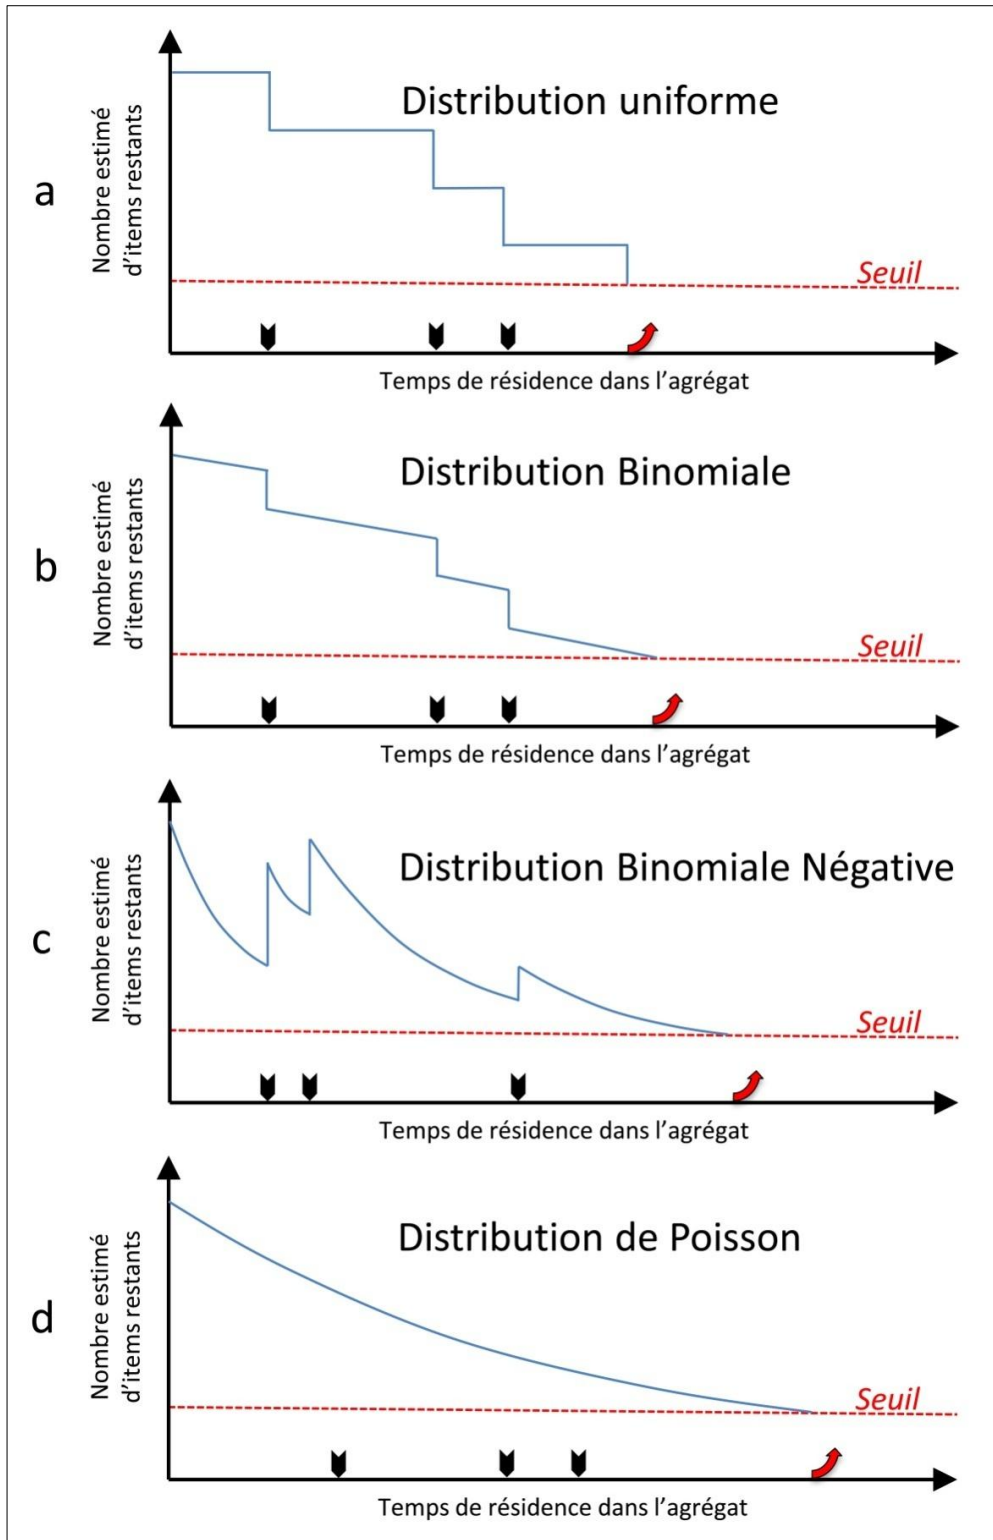 a
Nombre estimé
d'items restants
Distribution uniforme
Seuil
Temps de résidence dans l'agrégat
b
Nombre estimé
d'items restants
Distribution Binomiale
Seuil
Temps de résidence dans l'agrégat
c
Nombre estimé
d'items restants
Distribution Binomiale Négative
Seuil
Temps de résidence dans l'agrégat
d
Nombre estimé
d'items restants
Distribution de Poisson
Seuil
Temps de résidence dans l'agrégat